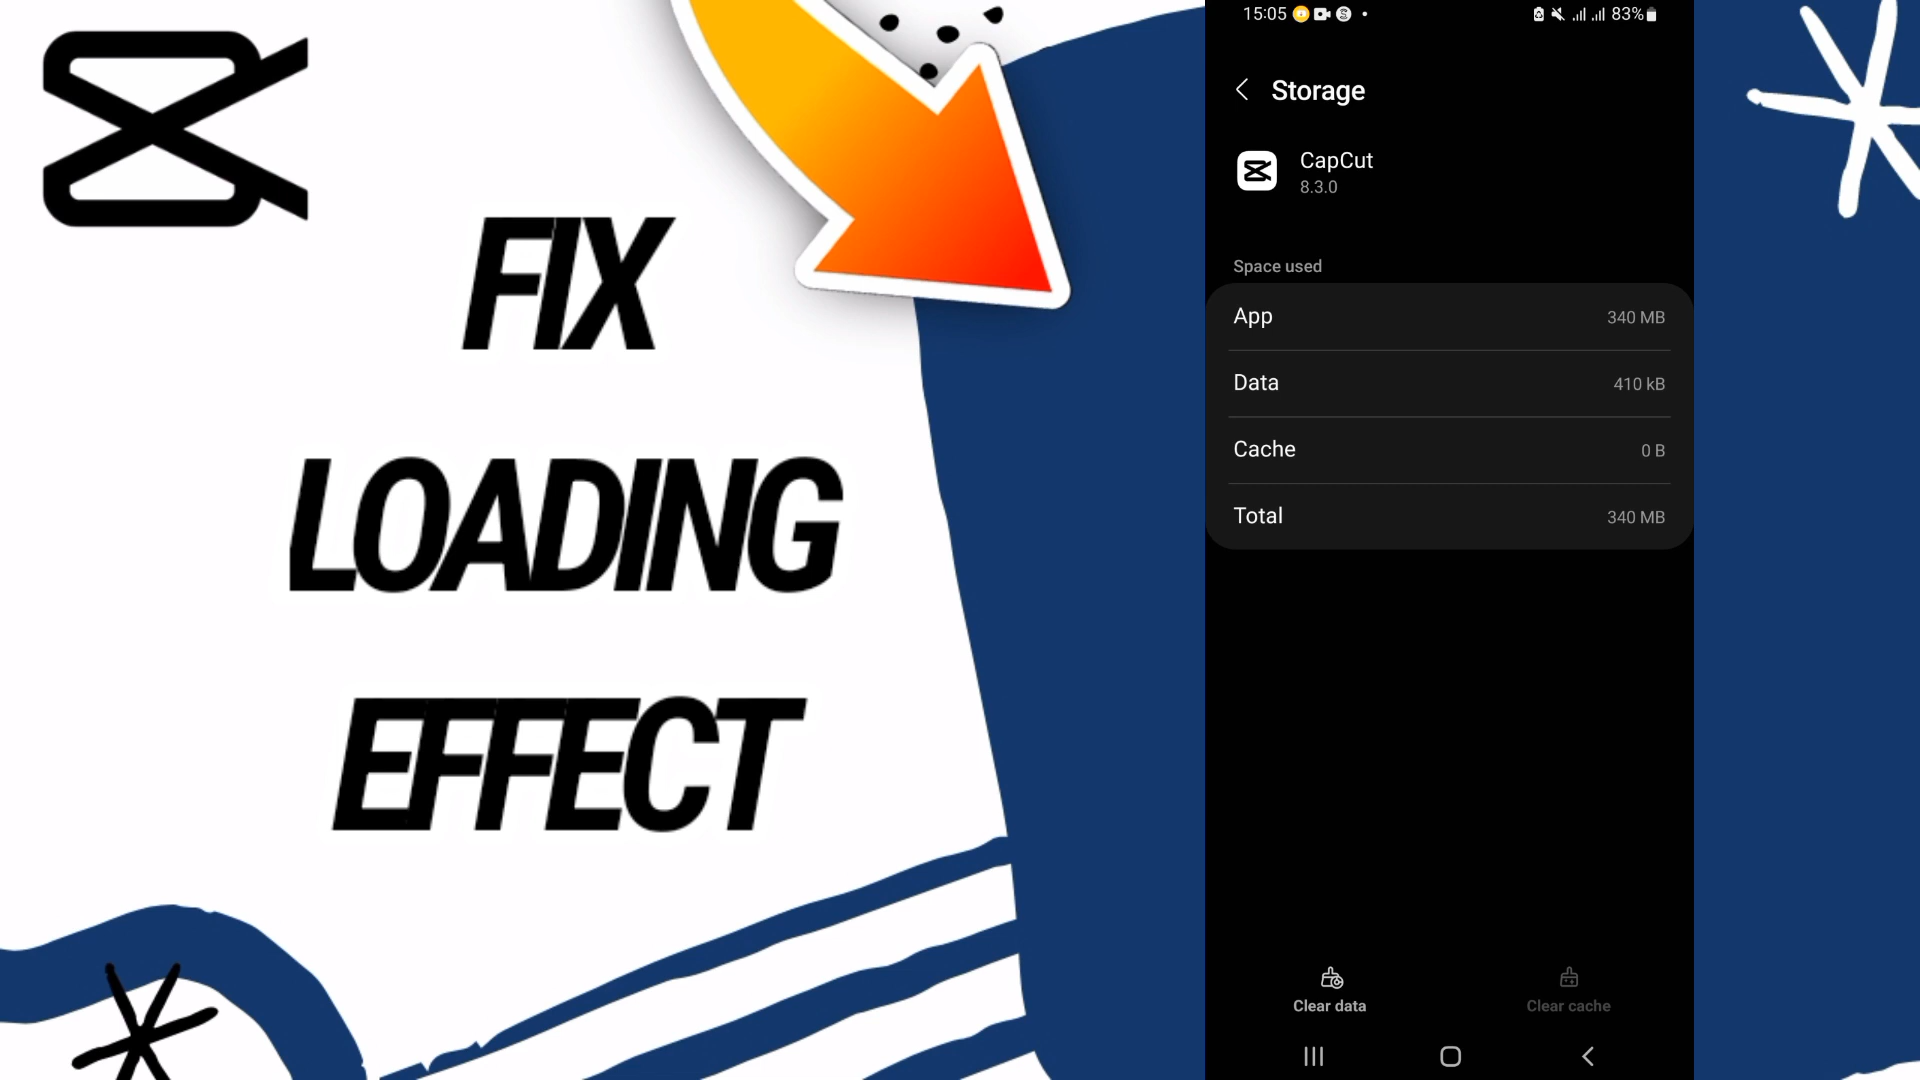 FIX
LOADING
EFFECT
15:05
83%
Storage
CapCut
8.3.0
Space used
App 340 MB
Data 410 kB
Cache 0 B
Total 340 MB
Clear data
Clear cache